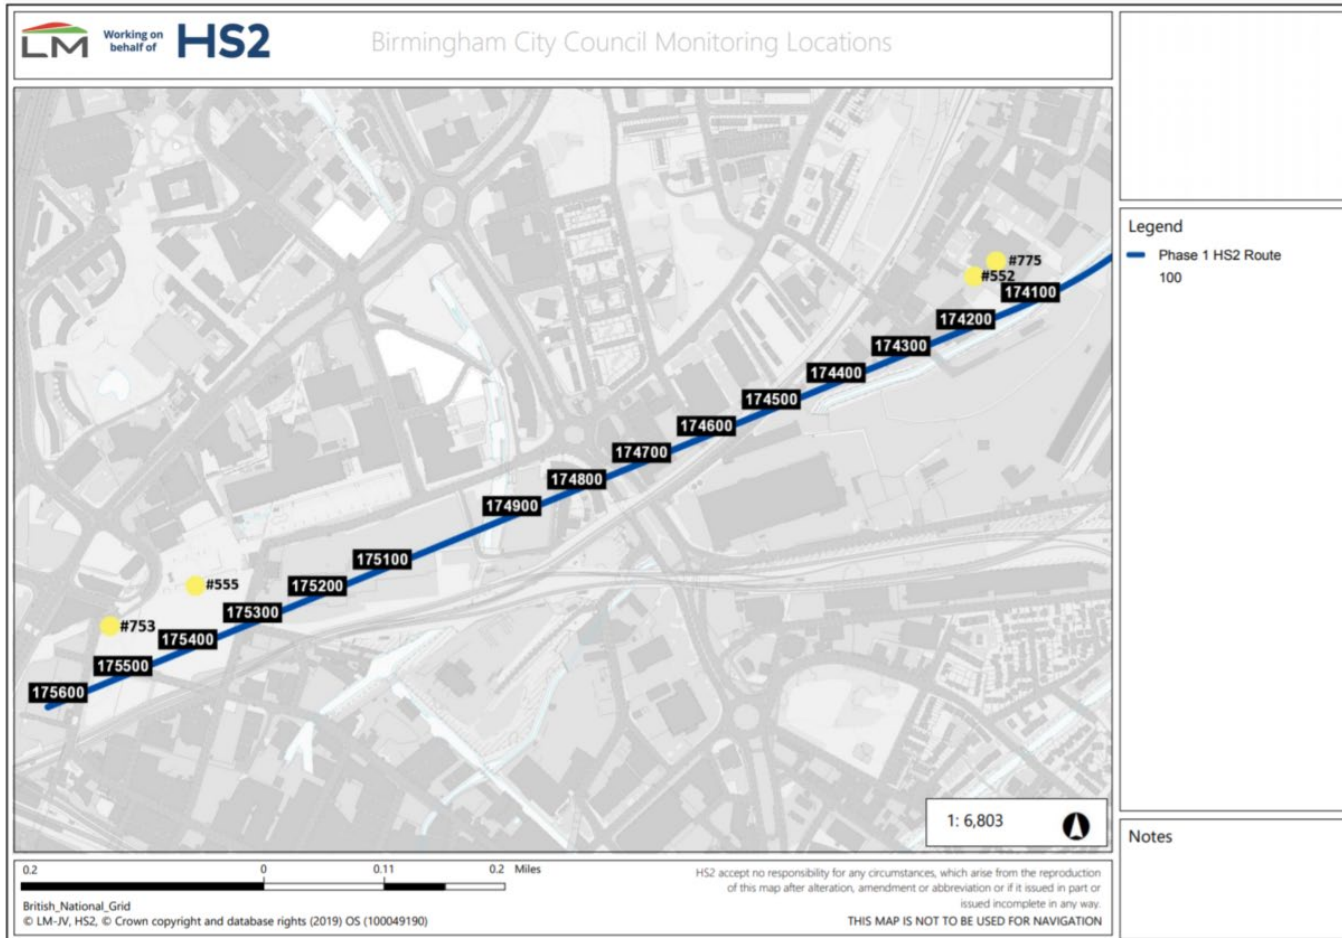 LM
Working on
behalf of
HS2
Birmingham City Council Monitoring Locations
#775
#552
174100
174200
174300
174400
174500
174600
174700
174800
174900
175100
175200
#555
175300
#753
175400
175500
175600
1: 6,803
Legend
Phase 1 HS2 Route
100
Notes
0.2 0 0.11 0.2 Miles
British_National_Grid
© LM-JV, HS2, © Crown copyright and database rights (2019) OS (100049190)
HS2 accept no responsibility for any circumstances, which arise from the reproduction
of this map after alteration, amendment or abbreviation or if it issued in part or
issued incomplete in any way.
THIS MAP IS NOT TO BE USED FOR NAVIGATION